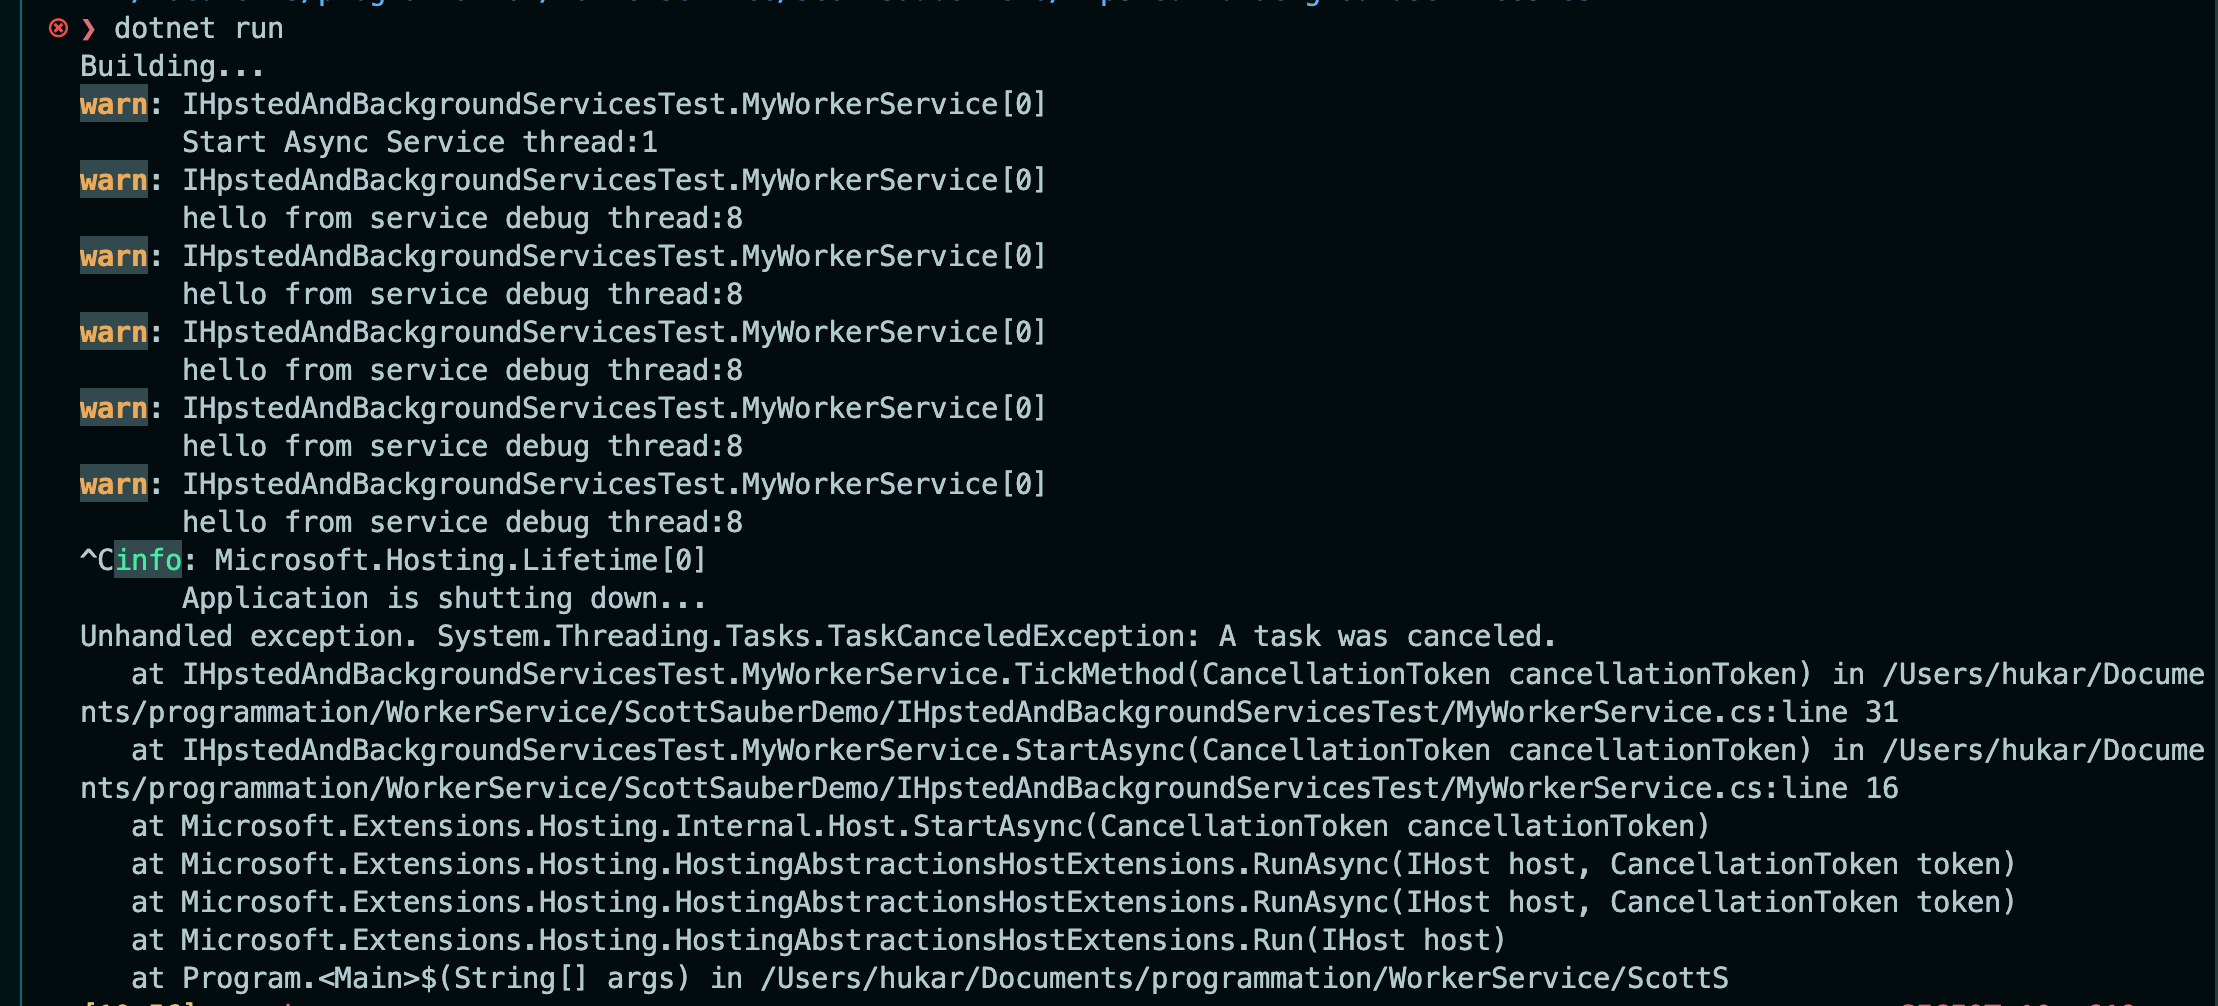 ❯ dotnet run
Building...
warn: IHpstedAndBackgroundServicesTest.MyWorkerService[0]
Start Async Service thread:1
warn: IHpstedAndBackgroundServicesTest.MyWorkerService[0]
hello from service debug thread:8
warn: IHpstedAndBackgroundServicesTest.MyWorkerService[0]
hello from service debug thread:8
warn: IHpstedAndBackgroundServicesTest.MyWorkerService[0]
hello from service debug thread:8
warn: IHpstedAndBackgroundServicesTest.MyWorkerService[0]
hello from service debug thread:8
warn: IHpstedAndBackgroundServicesTest.MyWorkerService[0]
hello from service debug thread:8
^Cinfo: Microsoft.Hosting.Lifetime[0]
Application is shutting down...
Unhandled exception. System.Threading.Tasks.TaskCanceledException: A task was canceled.
at IHpstedAndBackgroundServicesTest.MyWorkerService.TickMethod(CancellationToken cancellationToken) in /Users/hukar/Docume
nts/programmation/WorkerService/ScottSauberDemo/IHpstedAndBackgroundServicesTest/MyWorkerService.cs:line 31
at IHpstedAndBackgroundServicesTest.MyWorkerService.StartAsync(CancellationToken cancellationToken) in /Users/hukar/Docume
nts/programmation/WorkerService/ScottSauberDemo/IHpstedAndBackgroundServicesTest/MyWorkerService.cs:line 16
at Microsoft.Extensions.Hosting.Internal.Host.StartAsync(CancellationToken cancellationToken)
at Microsoft.Extensions.Hosting.HostingAbstractionsHostExtensions.RunAsync(IHost host, CancellationToken token)
at Microsoft.Extensions.Hosting.HostingAbstractionsHostExtensions.RunAsync(IHost host, CancellationToken token)
at Microsoft.Extensions.Hosting.HostingAbstractionsHostExtensions.Run(IHost host)
at Program.<Main>$(String[] args) in /Users/hukar/Documents/programmation/WorkerService/ScottS